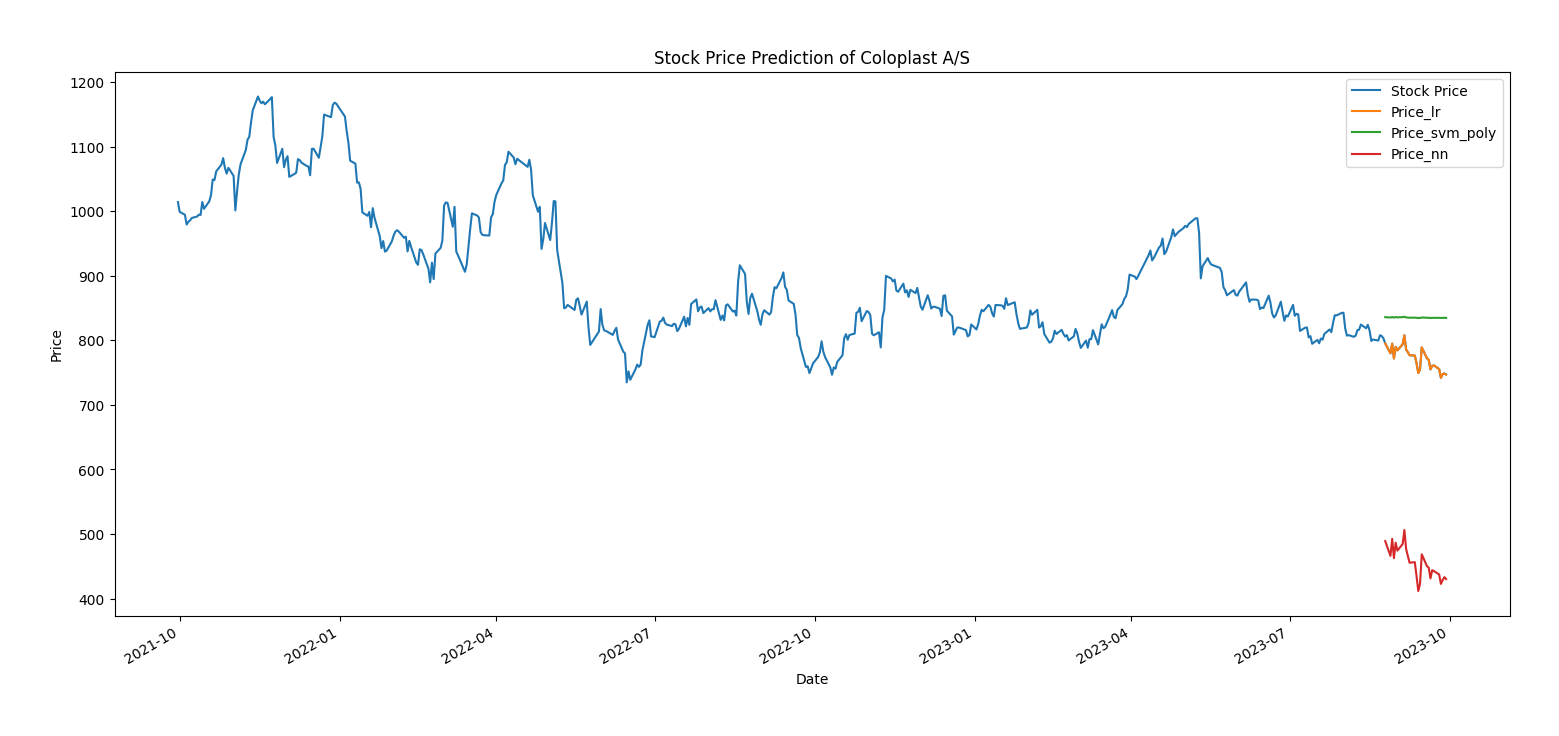 Stock Price Prediction of Coloplast A/S
1200
1100
1000
900
800
700
600
500
400
Price
Stock Price
Price_lr
Price_svm_poly
Price_nn
2021-10
2022-01
2022-04
2022-07
2022-10
2023-01
2023-04
2023-07
2023-10
Date